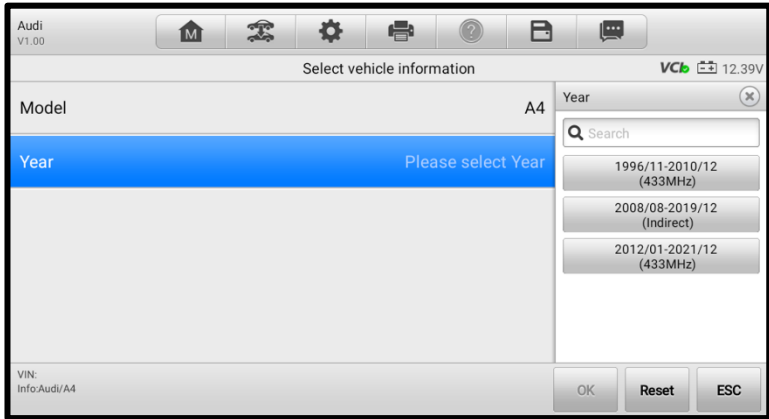 Audi
V1.00
M
Select vehicle information
VCI 12.39V
Model A4
Year Please select Year
Year
Search
1996/11-2010/12
(433MHz)
2008/08-2019/12
(Indirect)
2012/01-2021/12
(433MHz)
VIN:
Info:Audi/A4
OK Reset ESC